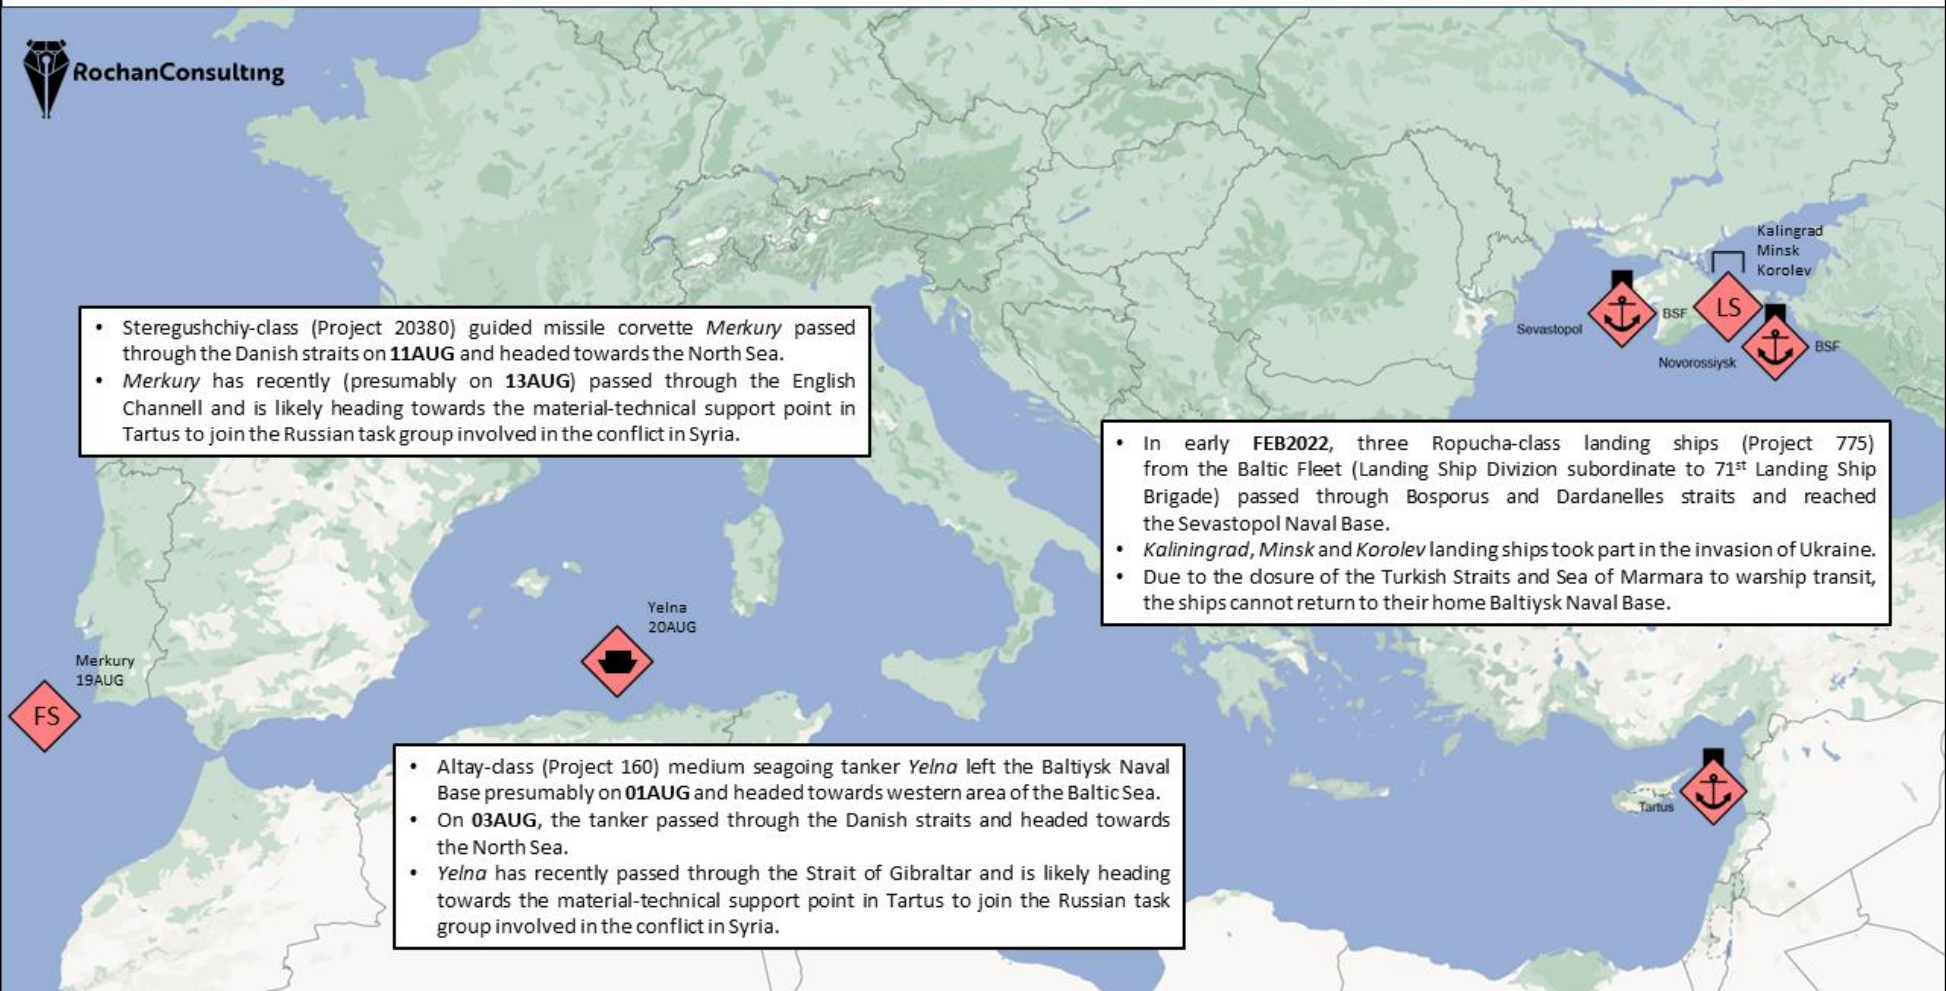 RochanConsulting
Kalingrad
Minsk
Korolev
LS
BSF
Sevastopol
BSF
Novorossiysk
• Steregushchiy-class (Project 20380) guided missile corvette Merkury passed
through the Danish straits on 11AUG and headed towards the North Sea.
• Merkury has recently (presumably on 13AUG) passed through the English
Channell and is likely heading towards the material-technical support point in
Tartus to join the Russian task group involved in the conflict in Syria.
• In early FEB2022, three Ropucha-class landing ships (Project 775)
from the Baltic Fleet (Landing Ship Divizion subordinate to 71st Landing Ship
Brigade) passed through Bosporus and Dardanelles straits and reached
the Sevastopol Naval Base.
• Kaliningrad, Minsk and Korolev landing ships took part in the invasion of Ukraine.
• Due to the closure of the Turkish Straits and Sea of Marmara to warship transit,
the ships cannot return to their home Baltiysk Naval Base.
Yelna
20AUG
Merkury
19AUG
FS
• Altay-class (Project 160) medium seagoing tanker Yelna left the Baltiysk Naval
Base presumably on 01AUG and headed towards western area of the Baltic Sea.
• On 03AUG, the tanker passed through the Danish straits and headed towards
the North Sea.
• Yelna has recently passed through the Strait of Gibraltar and is likely heading
towards the material-technical support point in Tartus to join the Russian task
group involved in the conflict in Syria.
Tartus